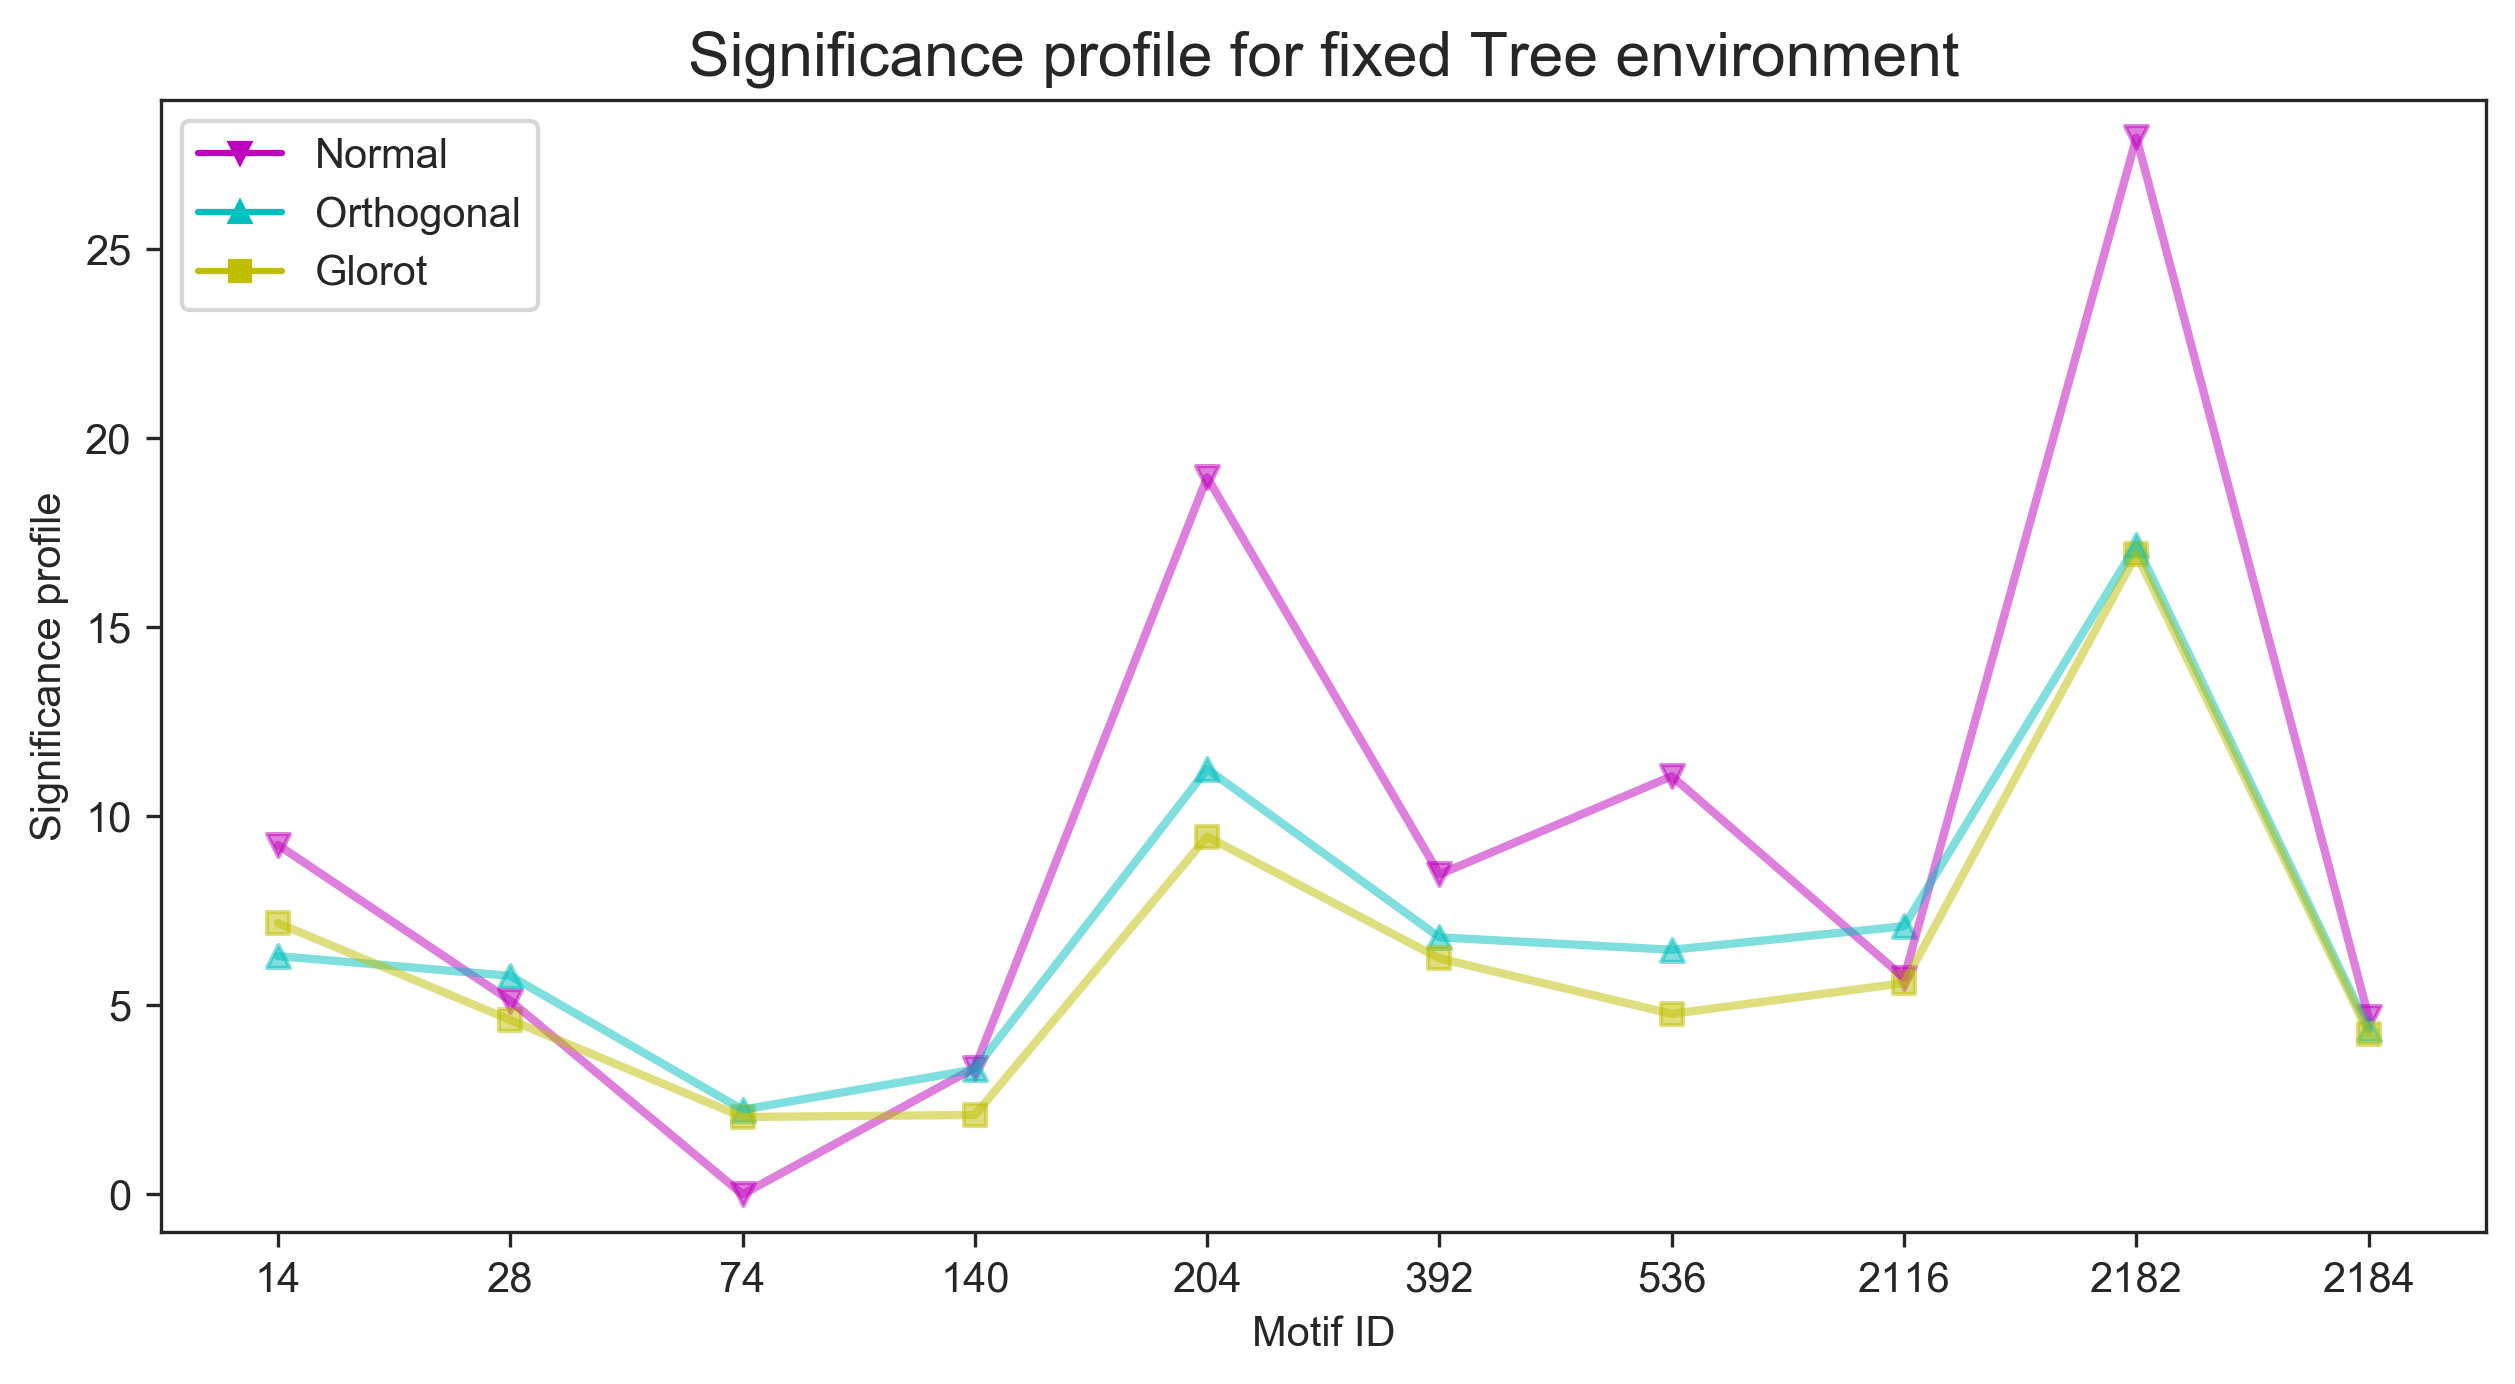 Significance profile for fixed Tree environment
Normal
Orthogonal
Glorot
Significance profile
25
20
15
10
5
0
14 28 74 140 204 392 536 2116 2182 2184
Motif ID